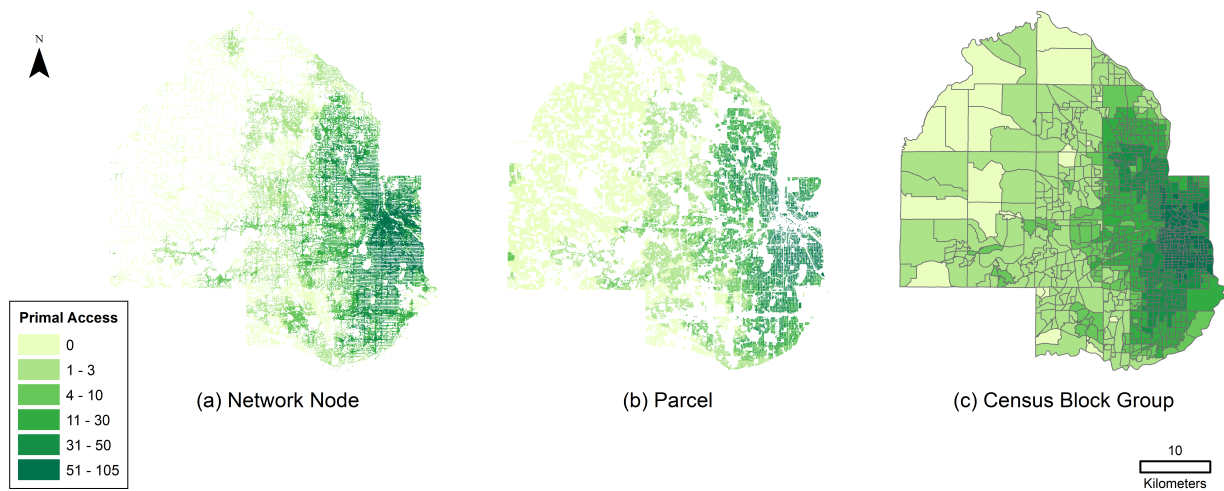 N
Primal Access
0
1 - 3
4 - 10
11 - 30
31 - 50
51 - 105
(a) Network Node
(b) Parcel
(c) Census Block Group
10
Kilometers